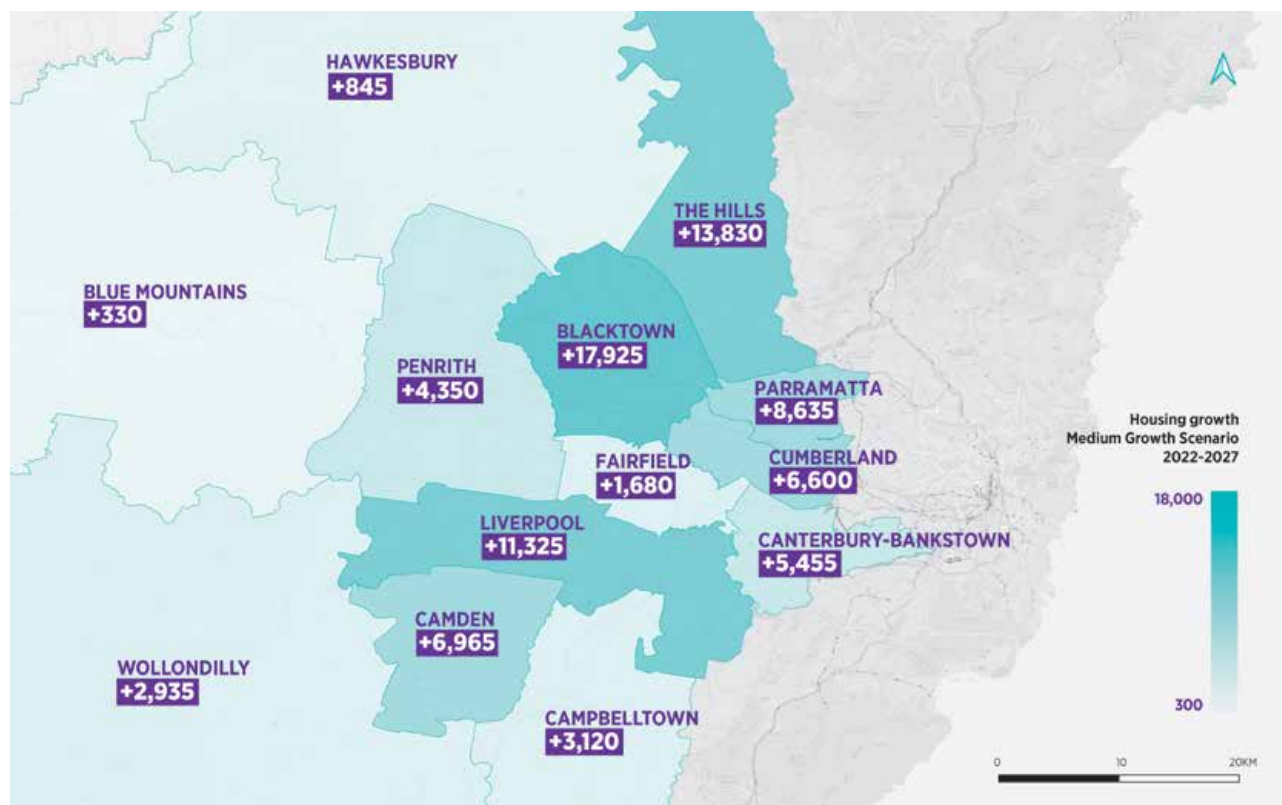 HAWKESBURY
+845
THE HILLS
+13,830
BLUE MOUNTAINS
+330
BLACKTOWN
+17,925
PENRITH
+4,350
PARRAMATTA
+8,635
FAIRFIELD
+1,680
CUMBERLAND
+6,600
LIVERPOOL
+11,325
CANTERBURY-BANKSTOWN
+5,455
CAMDEN
+6,965
WOLLONDILLY
+2,935
CAMPBELLTOWN
+3,120
Housing growth
Medium Growth Scenario
2022-2027
18,000
300
0 10 20KM